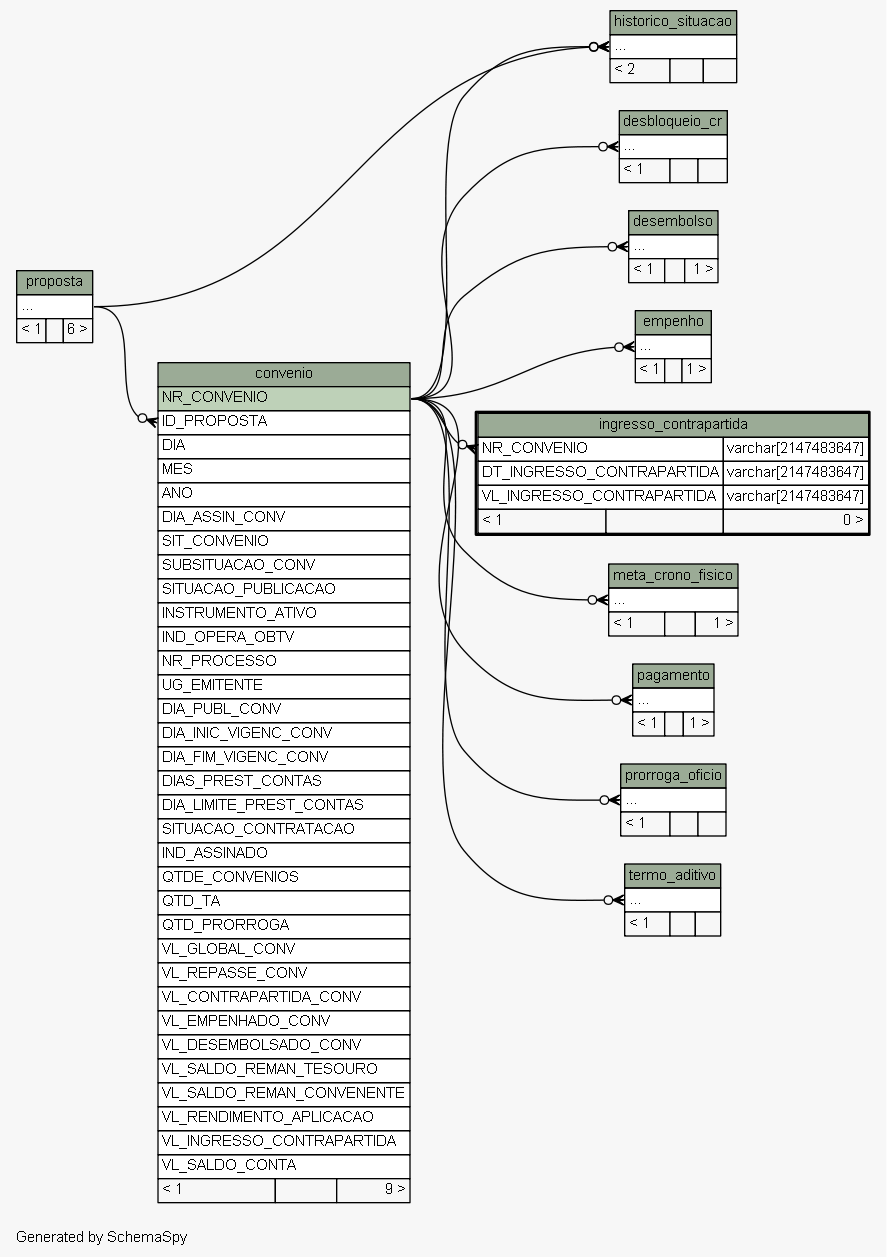 historico_situacao
...
< 2
desbloqueio_cr
...
< 1
desembolso
...
< 1 1 >
proposta
...
< 1 6 >
empenho
...
< 1 1 >
convenio
NR_CONVENIO
ID_PROPOSTA
DIA
MES
ANO
DIA_ASSIN_CONV
SIT_CONVENIO
SUBSITUACAO_CONV
SITUACAO_PUBLICACAO
INSTRUMENTO_ATIVO
IND_OPERA_OBTV
NR_PROCESSO
UG_EMITENTE
DIA_PUBL_CONV
DIA_INIC_VIGENC_CONV
DIA_FIM_VIGENC_CONV
DIAS_PREST_CONTAS
DIA_LIMITE_PREST_CONTAS
SITUACAO_CONTRATACAO
IND_ASSINADO
QTDE_CONVENIOS
QTD_TA
QTD_PRORROGA
VL_GLOBAL_CONV
VL_REPASSE_CONV
VL_CONTRAPARTIDA_CONV
VL_EMPENHADO_CONV
VL_DESEMBOLSADO_CONV
VL_SALDO_REMAN_TESOURO
VL_SALDO_REMAN_CONVENENTE
VL_RENDIMENTO_APLICACAO
VL_INGRESSO_CONTRAPARTIDA
VL_SALDO_CONTA
< 1 9 >
ingresso_contrapartida
NR_CONVENIO varchar[2147483647]
DT_INGRESSO_CONTRAPARTIDA varchar[2147483647]
VL_INGRESSO_CONTRAPARTIDA varchar[2147483647]
< 1 0 >
meta_crono_fisico
...
< 1 1 >
pagamento
...
< 1 1 >
prorroga_oficio
...
< 1
termo_aditivo
...
< 1
Generated by SchemaSpy